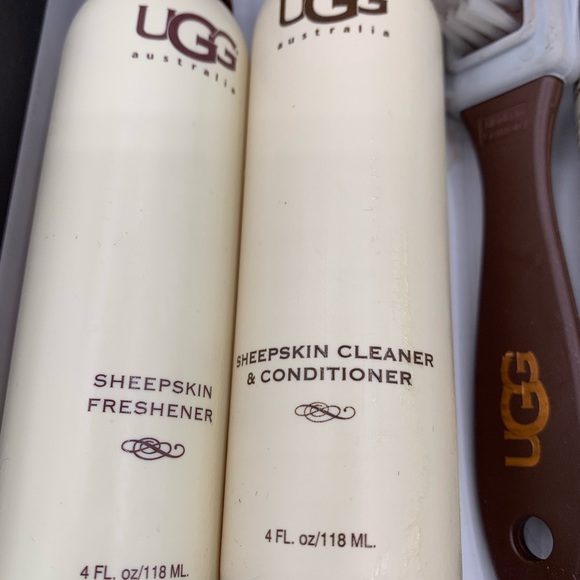 UGG
australia
SHEEPSKIN
FRESHENER
4 FL. oz/118 ML.
UGG
australia
SHEEPSKIN CLEANER
& CONDITIONER
4 FL. oz/118 ML.
UGG